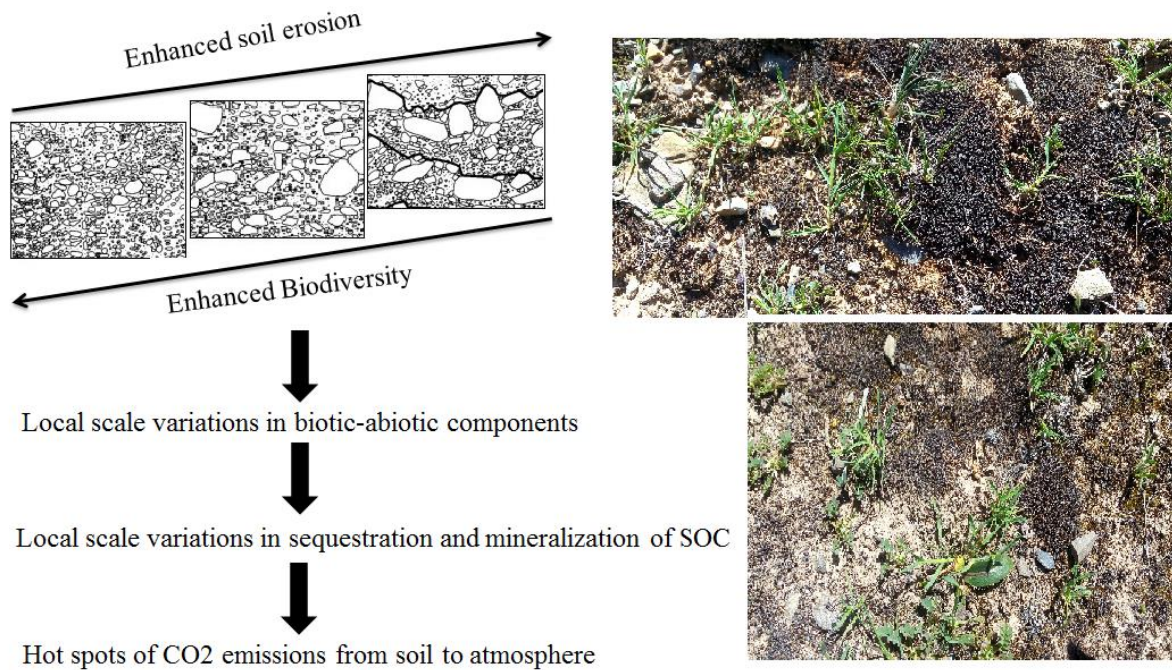 Enhanced soil erosion
Enhanced Biodiversity
Local scale variations in biotic-abiotic components
Local scale variations in sequestration and mineralization of SOC
Hot spots of CO2 emissions from soil to atmosphere